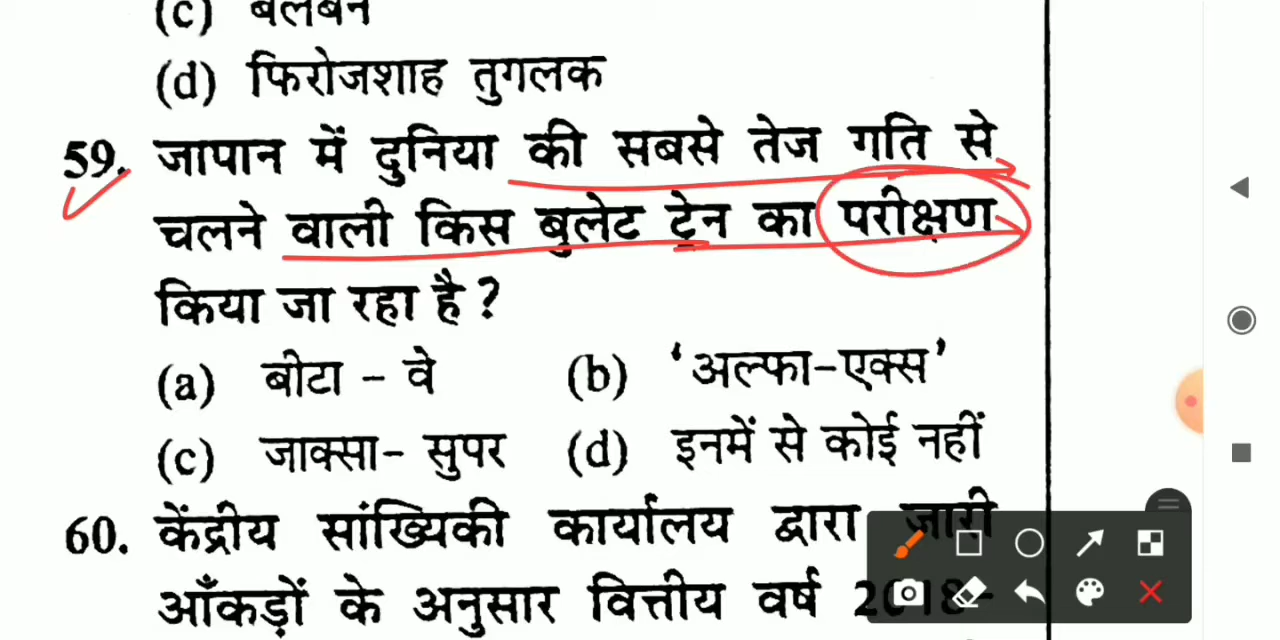 (c) बलबन
(d) फिरोजशाह तुगलक
59. जापान में दुनिया की सबसे तेज गति से
चलने वाली किस बुलेट ट्रेन का परीक्षण
किया जा रहा है?
(a) बीटा - वे (b) 'अल्फा-एक्स'
(c) जाक्सा- सुपर (d) इनमें से कोई नहीं
60. केंद्रीय सांख्यिकी कार्यालय द्वारा जारी
आँकड़ों के अनुसार वित्तीय वर्ष 2018-